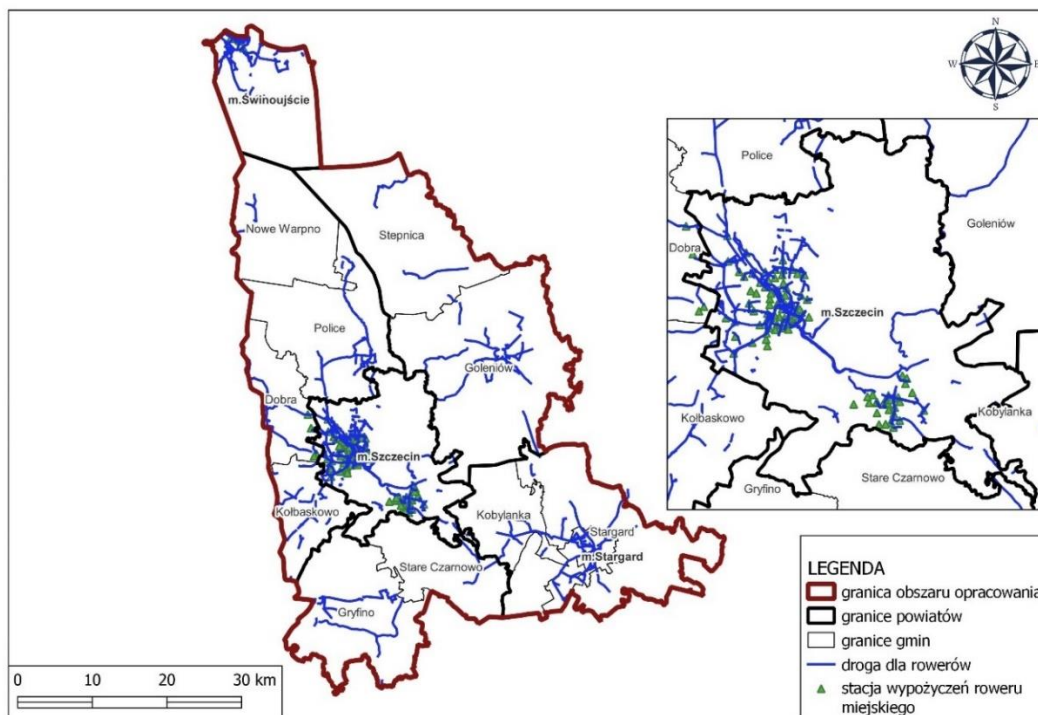 N
W E
S
m.Świnoujście
Nowe Warpno
Stepnica
Police
Goleniów
Dobra
m.Szczecin
Kołbaskowo
Kobylanka
Stargard
m.Stargard
Stare Czarnowo
Gryfino
Police
Goleniów
Dobra
m.Szczecin
Kołbaskowo
Kobylanka
Stare Czarnowo
Gryfino
0 10 20 30 km
LEGENDA
granica obszaru opracowania
granice powiatów
granice gmin
droga dla rowerów
stacja wypożyczeń roweru
miejskiego